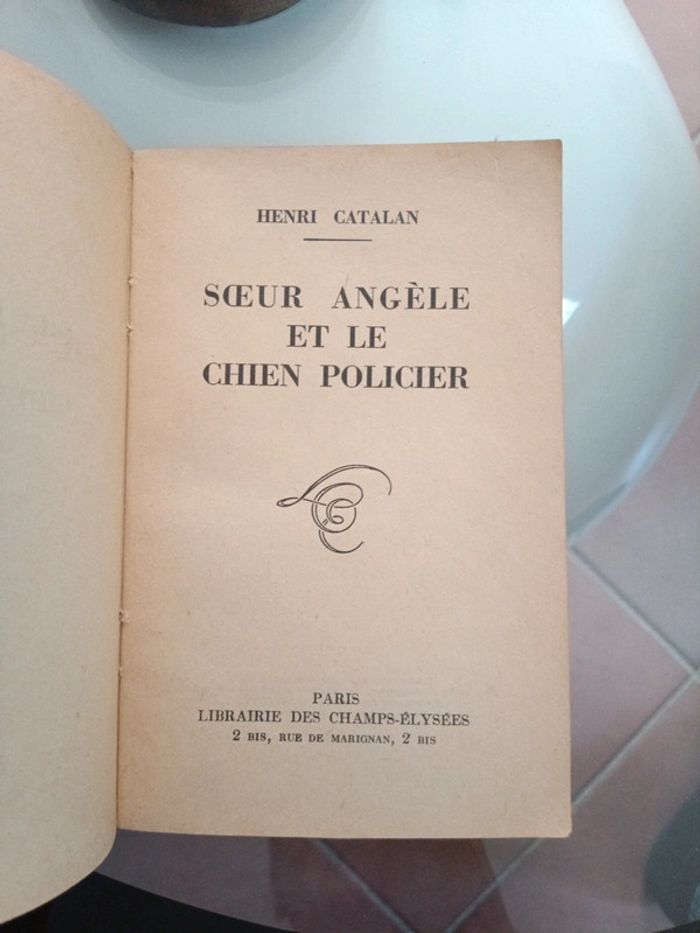 HENRI CATALAN
SŒUR ANGÈLE
ET LE
CHIEN POLICIER
PARIS
LIBRAIRIE DES CHAMPS-ÉLYSÉES
2 BIS, RUE DE MARIGNAN, 2 BIS